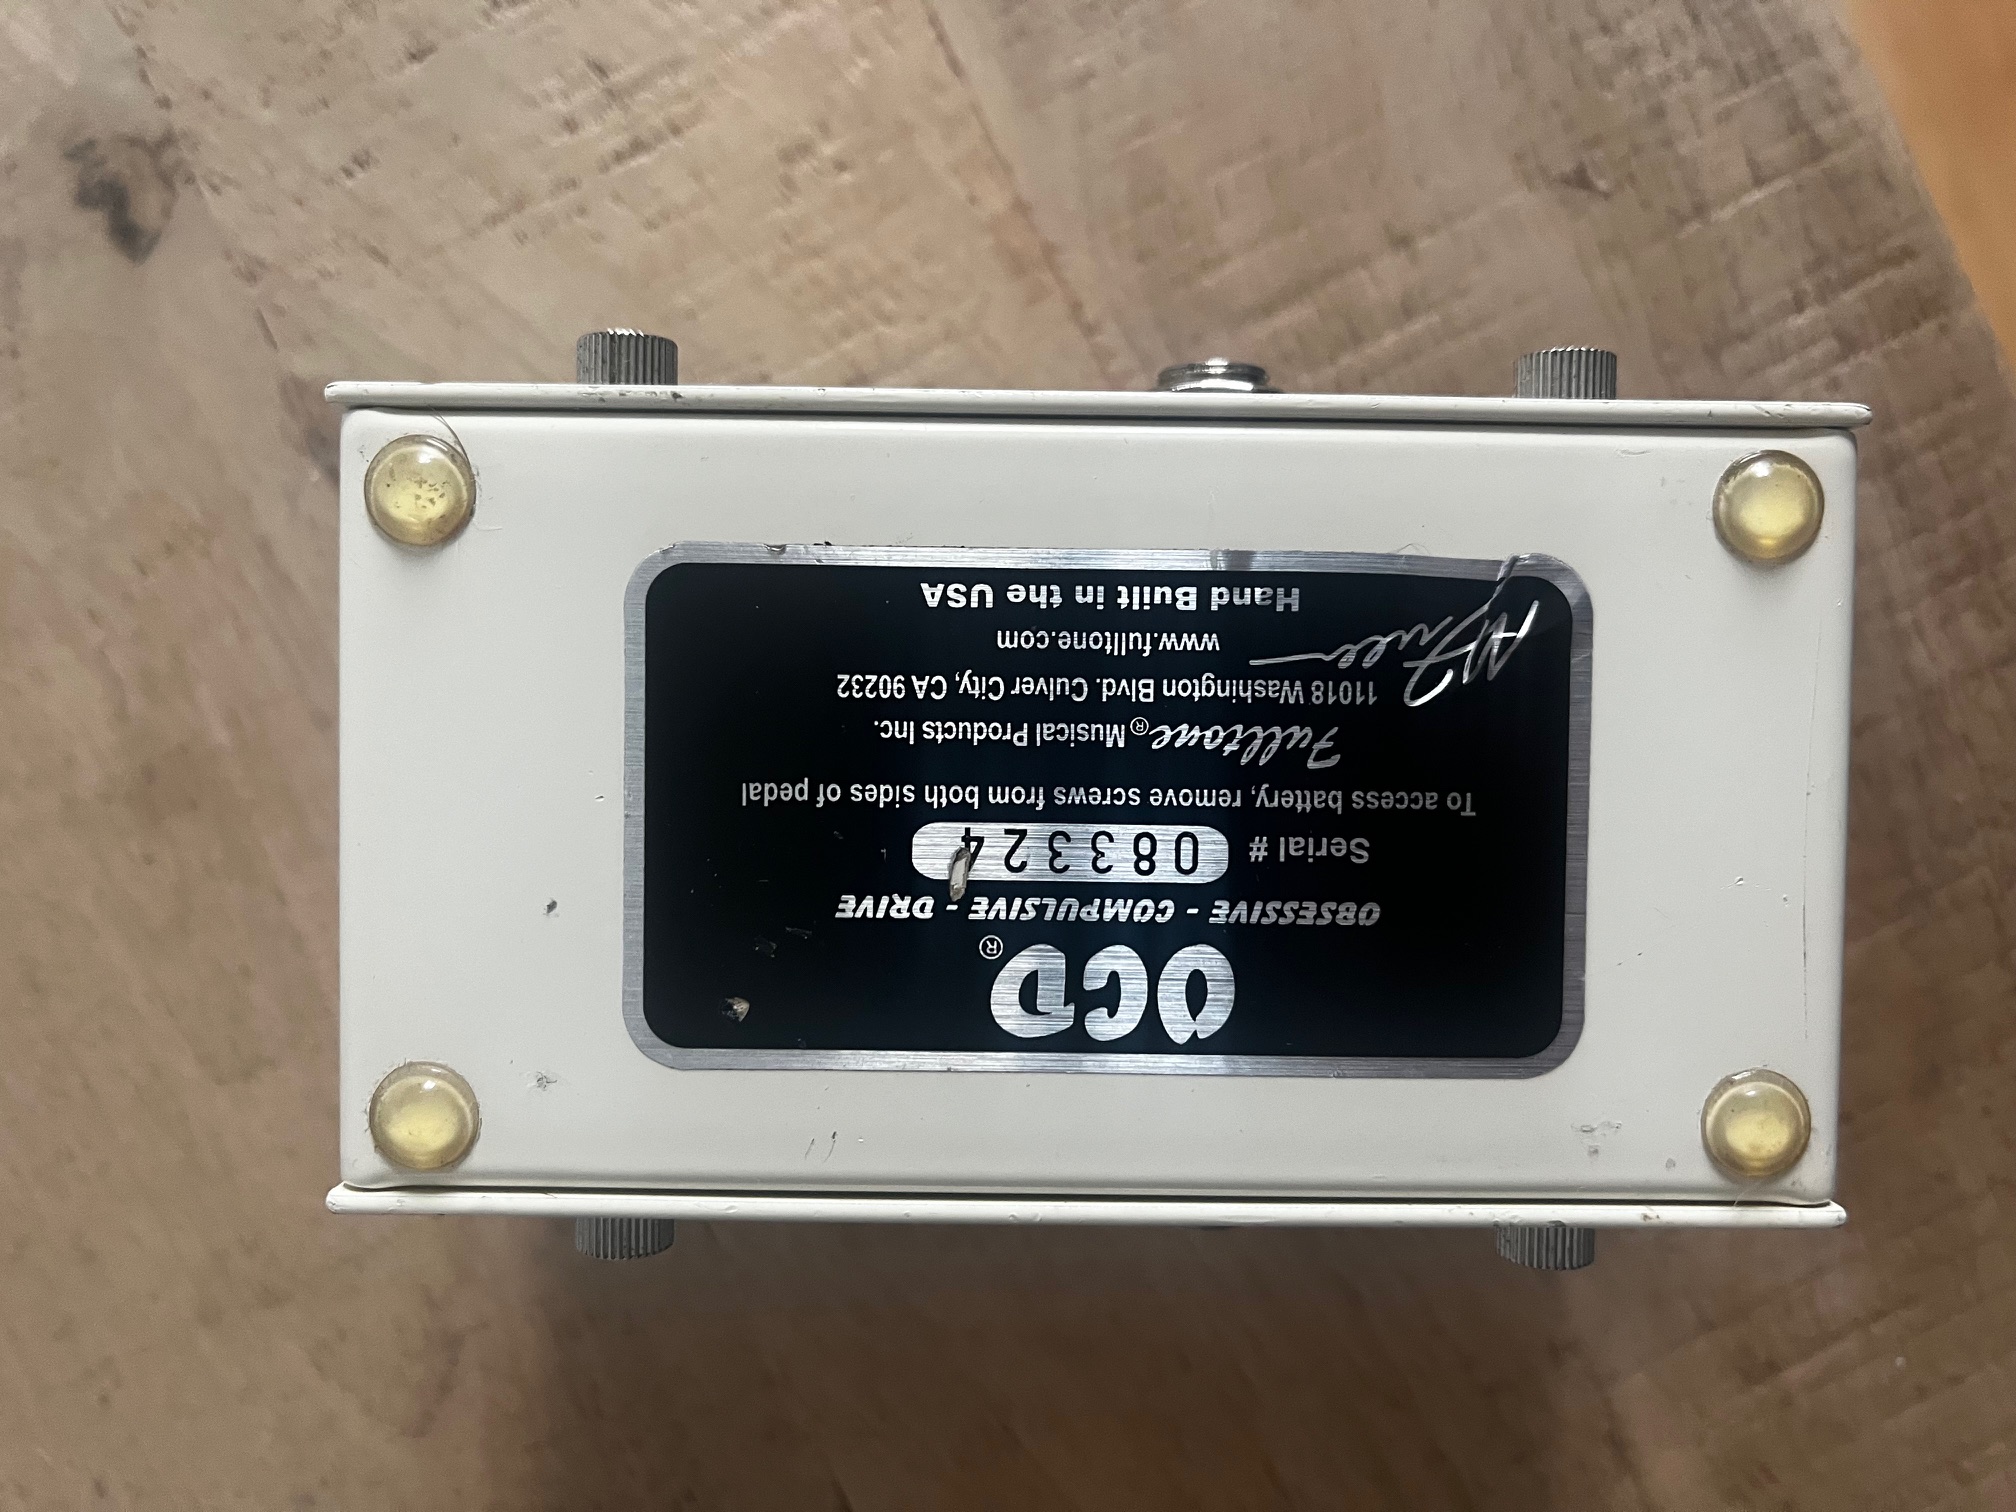 OCD®
OBSESSIVE - COMPULSIVE - DRIVE
Serial # 083324
To access battery, remove screws from both sides of pedal
Fulltone® Musical Products Inc.
11018 Washington Blvd. Culver City, CA 90232
www.fulltone.com
M Fuller
Hand Built in the USA